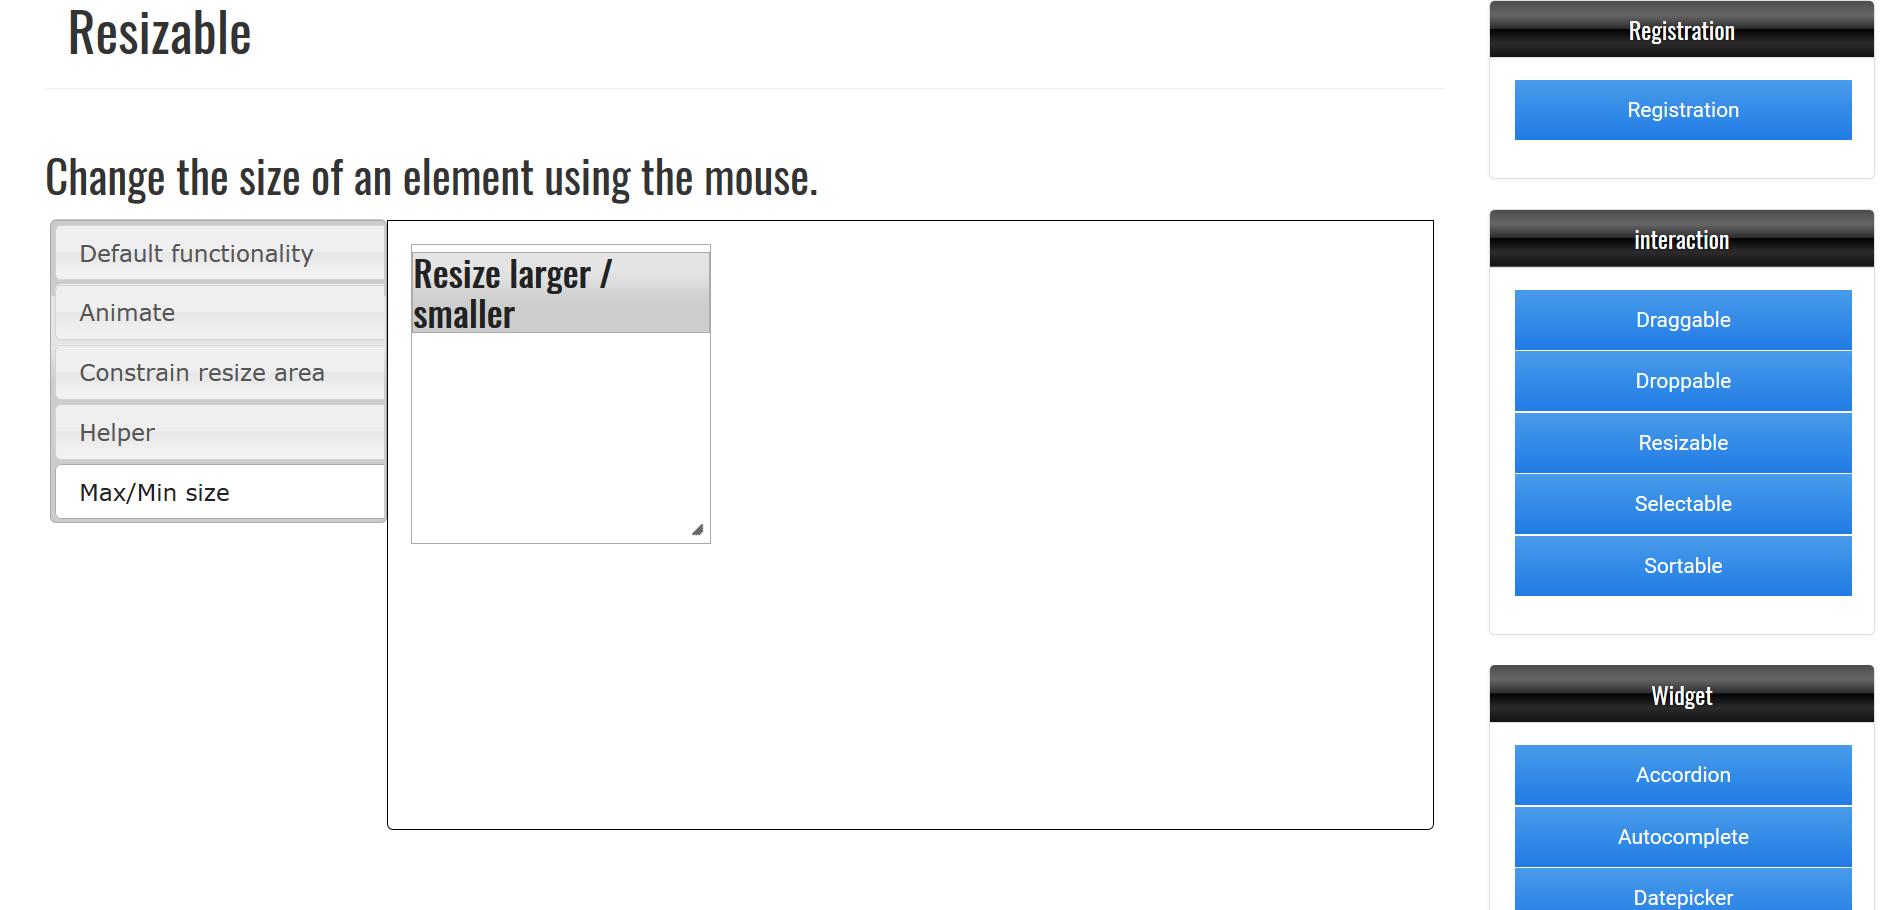 Resizable
Change the size of an element using the mouse.
Default functionality
Animate
Constrain resize area
Helper
Max/Min size
Resize larger /
smaller
Registration
Registration
interaction
Draggable
Droppable
Resizable
Selectable
Sortable
Widget
Accordion
Autocomplete
Datepicker